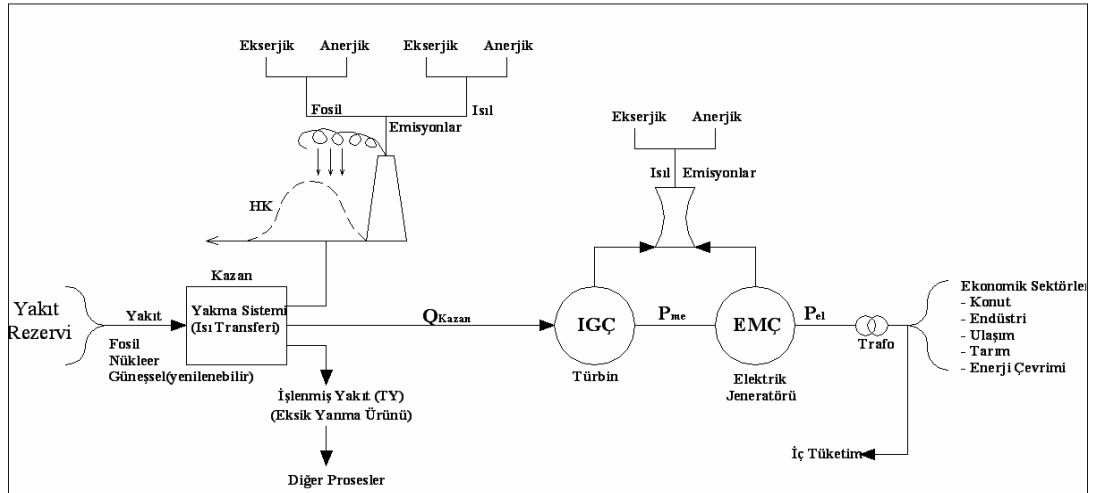 Ekserjik Anerjik Ekserjik Anerjik
Fosil Isıl
Emisyonlar
Ekserjik Anerjik
Isıl Emisyonlar
HK
Kazan
Yakıt
Rezervi
Yakıt
Fosil
Nükleer
Güneşsel(yenilenebilir)
Yakma Sistemi
(Isı Transferi)
QKazan
IGÇ
Türbin
Pme
EMÇ
Elektrik
Jeneratörü
Pel
Trafo
Ekonomik Sektörler
- Konut
- Endüstri
- Ulaşım
- Tarım
- Enerji Çevrimi
İşlenmiş Yakıt (TY)
(Eksik Yanma Ürünü)
Diğer Prosesler
İç Tüketim